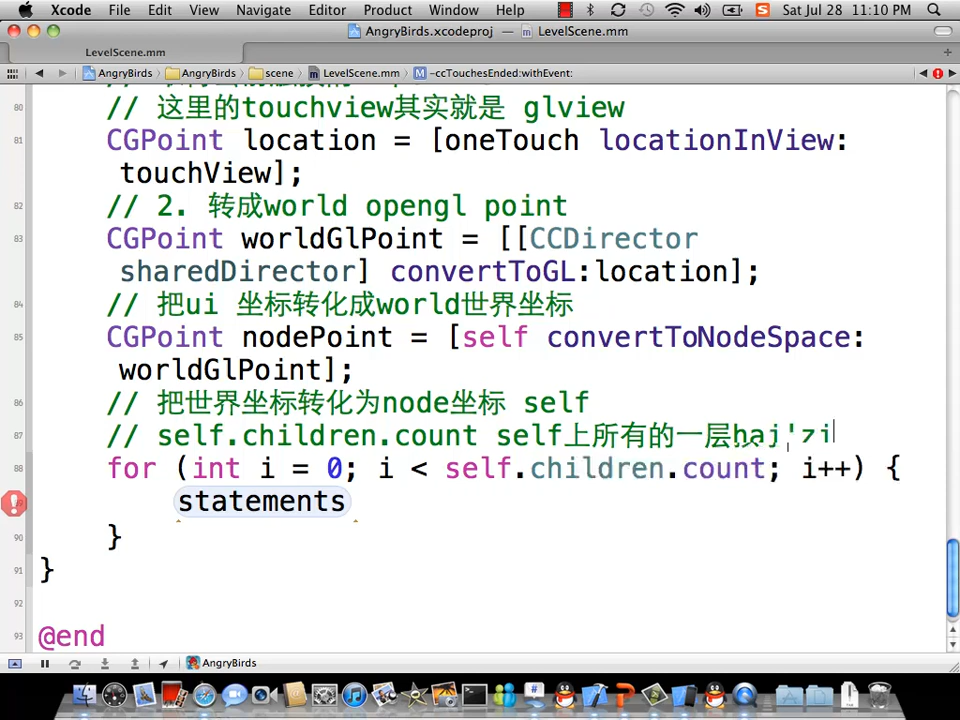 Xcode File Edit View Navigate Editor Product Window Help Sat Jul 28 11:10 PM
AngryBirds.xcodeproj — LevelScene.mm
LevelScene.mm
AngryBirds AngryBirds scene LevelScene.mm M -ccTouchesEnded:withEvent:
80 // 这里的touchview其实就是 glview
81 CGPoint location = [oneTouch locationInView:
touchView];
82 // 2. 转成world opengl point
83 CGPoint worldGlPoint = [[CCDirector
sharedDirector] convertToGL:location];
84 // 把ui 坐标转化成world世界坐标
85 CGPoint nodePoint = [self convertToNodeSpace:
worldGlPoint];
86 // 把世界坐标转化为node坐标 self
87 // self.children.count self上所有的一层haj'zi
88 for (int i = 0; i < self.children.count; i++) {
statements
90 }
91 }
92
93 @end
AngryBirds